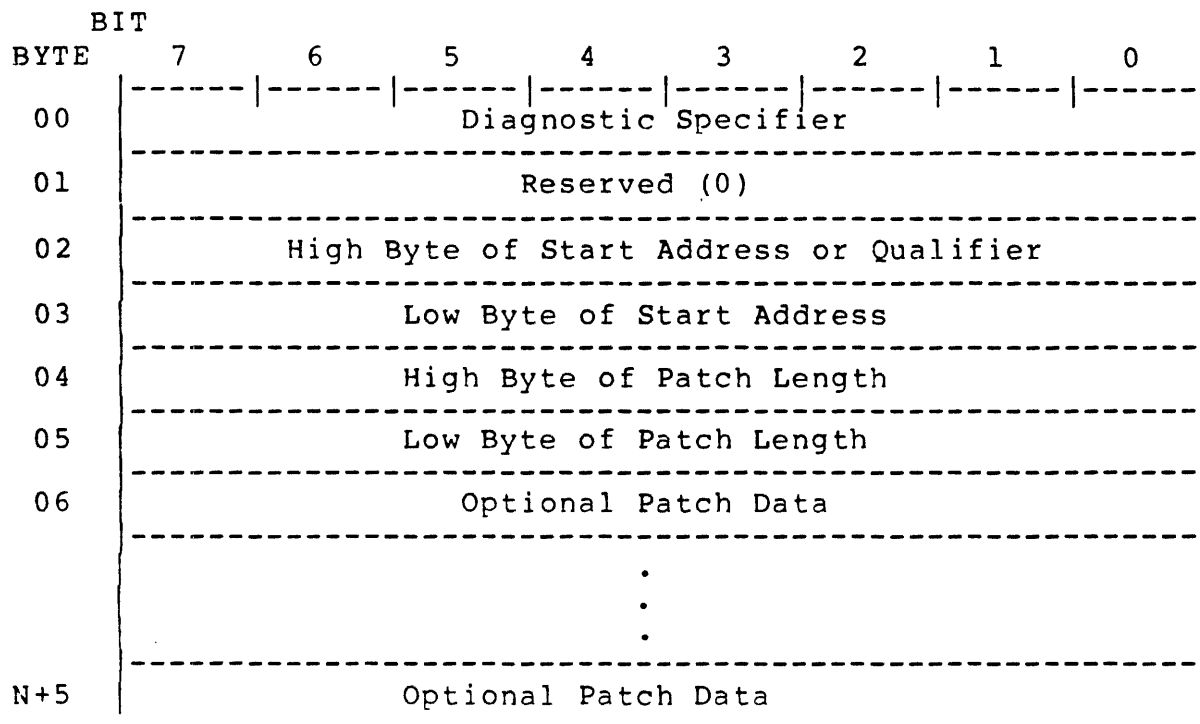 BIT
BYTE 7 6 5 4 3 2 1 0
00 Diagnostic Specifier
01 Reserved (0)
02 High Byte of Start Address or Qualifier
03 Low Byte of Start Address
04 High Byte of Patch Length
05 Low Byte of Patch Length
06 Optional Patch Data
.
.
.
N+5 Optional Patch Data